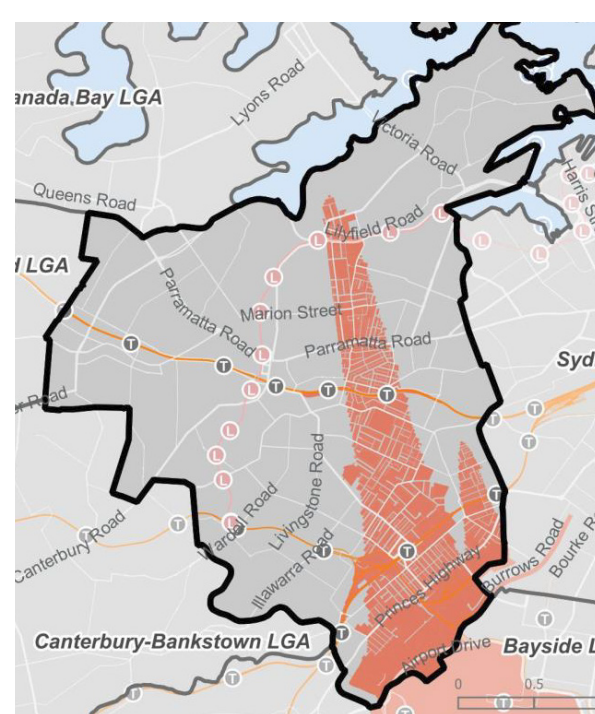 anada Bay LGA
Lyons Road
Victoria Road
Harris St
Queens Road
L
Lilyfield Road
L
L
L
L
d LGA
L
Parramatta Road
Marion Street
T
Parramatta Road
T
L
T
Syd
T
T
T
or Road
L
T
T
L
L
Livingstone Road
T
L
T
Wardell Road
T
L
T
T
Canterbury Road
Illawarra Road
Princes Highway
Burrows Road
Bourke R
T
T
Canterbury-Bankstown LGA
Airport Drive
Bayside L
T
T
0
0.5
T